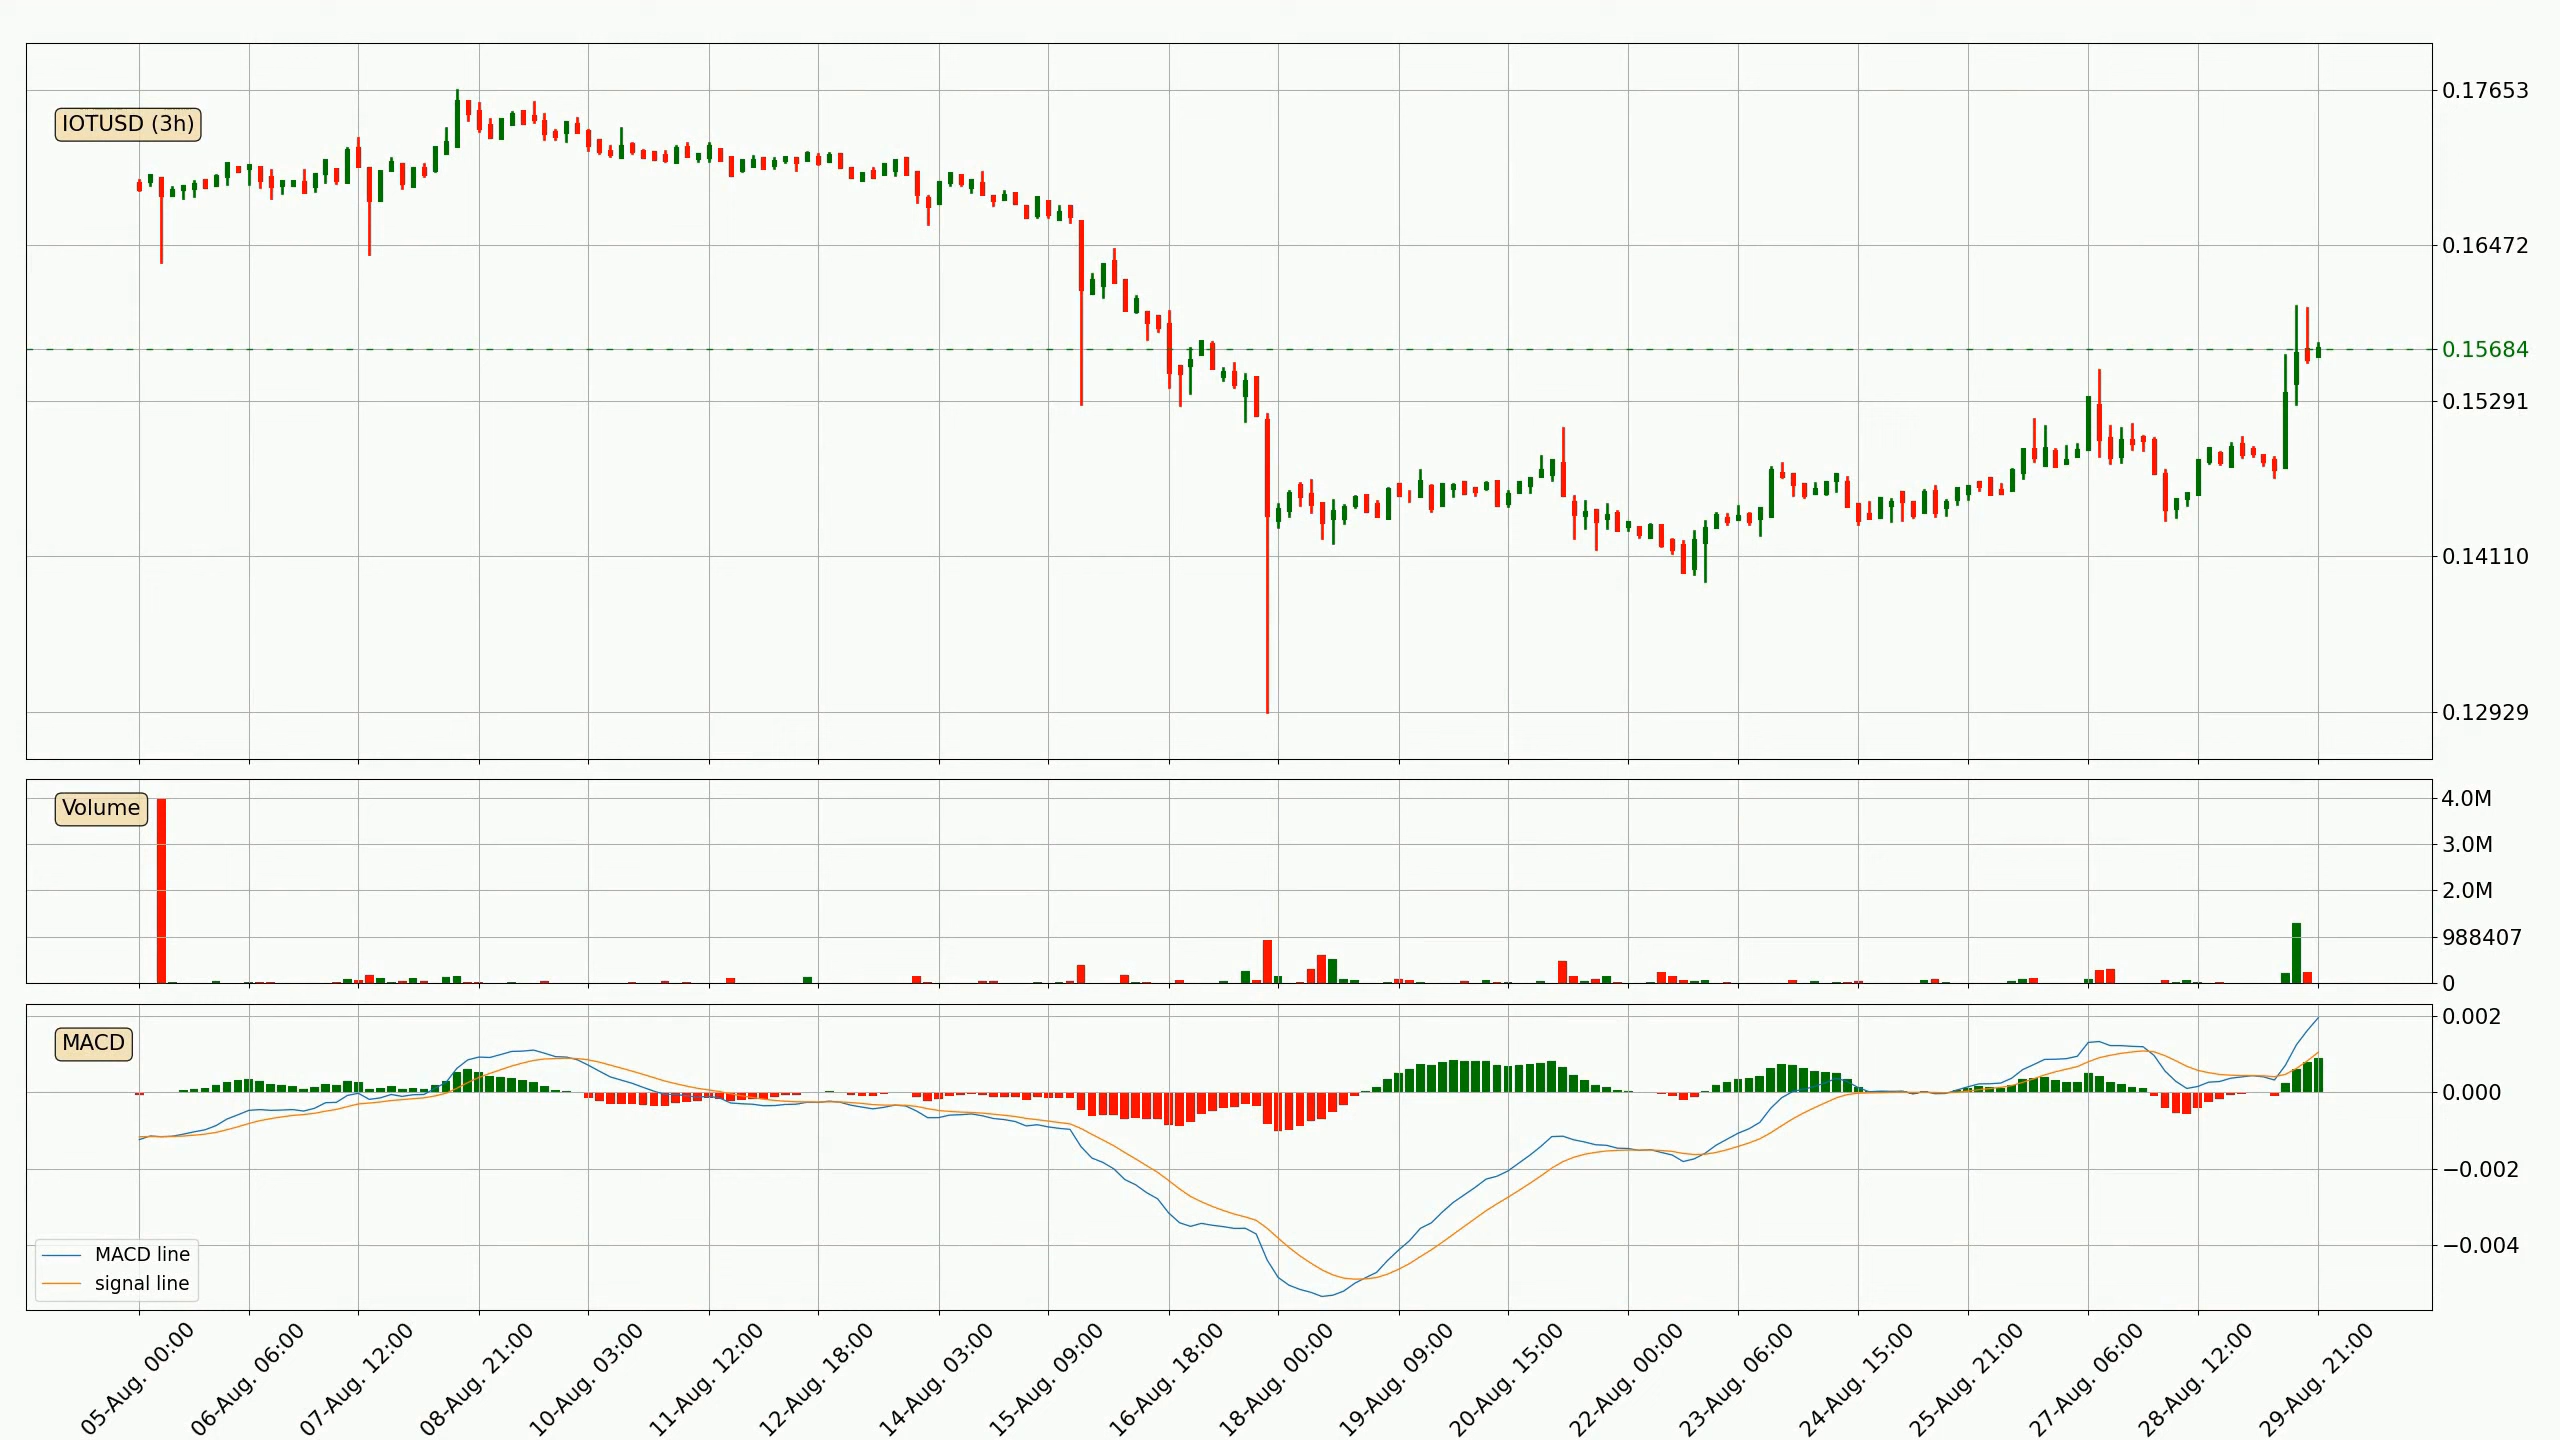 IOTUSD (3h)
0.17653
0.16472
0.15684
0.15291
0.14110
0.12929
Volume
4.0M
3.0M
2.0M
988407
0
MACD
0.002
0.000
−0.002
−0.004
MACD line
signal line
05-Aug. 00:00
06-Aug. 06:00
07-Aug. 12:00
08-Aug. 21:00
10-Aug. 03:00
11-Aug. 12:00
12-Aug. 18:00
14-Aug. 03:00
15-Aug. 09:00
16-Aug. 18:00
18-Aug. 00:00
19-Aug. 09:00
20-Aug. 15:00
22-Aug. 00:00
23-Aug. 06:00
24-Aug. 15:00
25-Aug. 21:00
27-Aug. 06:00
28-Aug. 12:00
29-Aug. 21:00